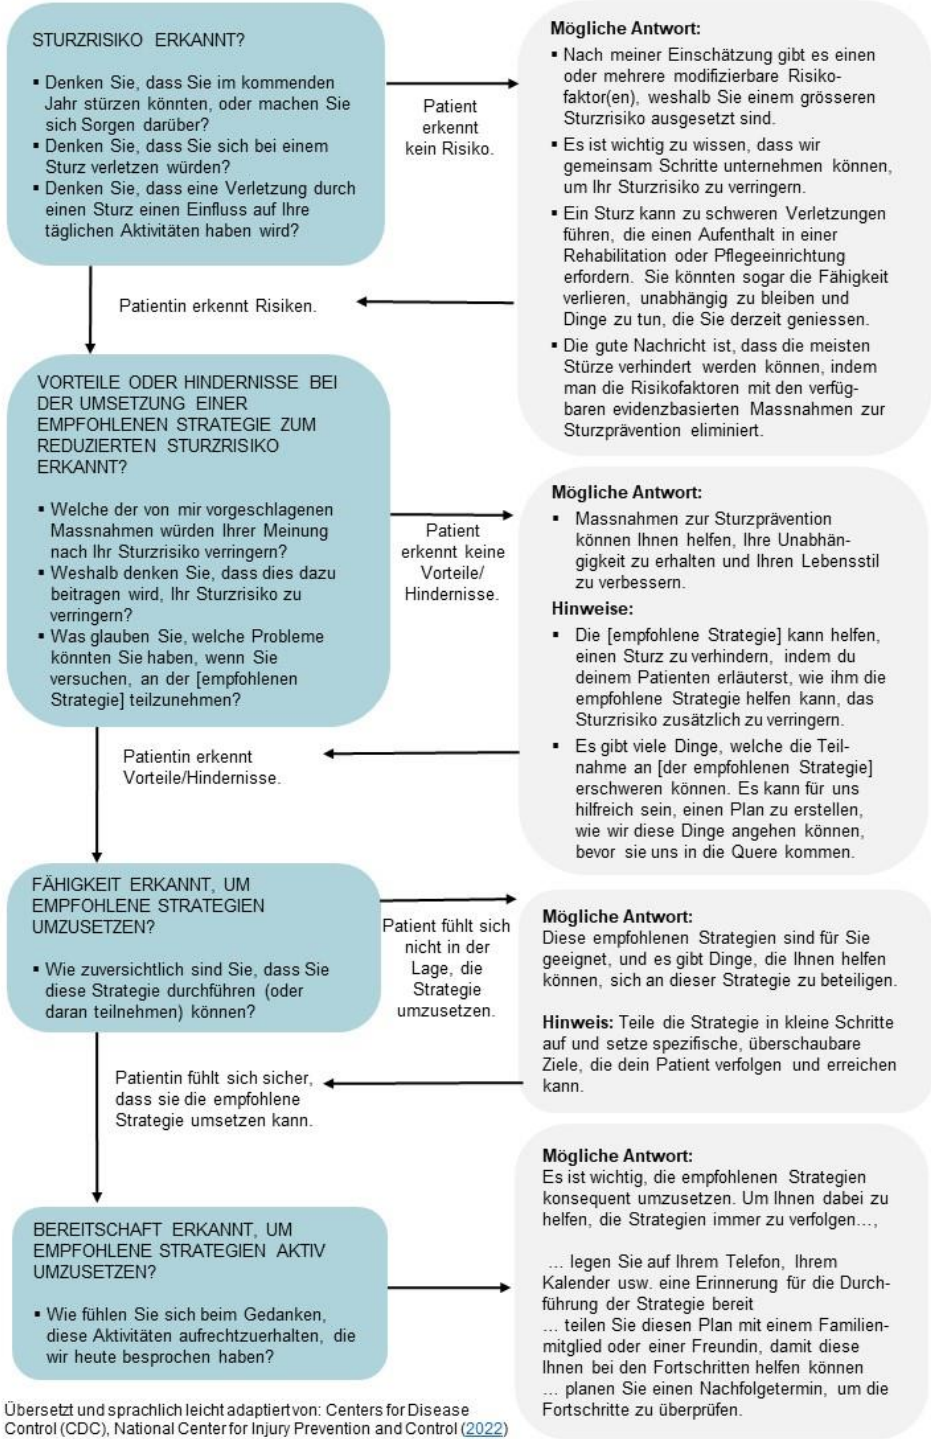 STURZRISIKO ERKANNT?
▪ Denken Sie, dass Sie im kommenden
Jahr stürzen könnten, oder machen Sie
sich Sorgen darüber?
▪ Denken Sie, dass Sie sich bei einem
Sturz verletzen würden?
▪ Denken Sie, dass eine Verletzung durch
einen Sturz einen Einfluss auf Ihre
täglichen Aktivitäten haben wird?
Patient
erkennt
kein Risiko.
Mögliche Antwort:
▪ Nach meiner Einschätzung gibt es einen
oder mehrere modifizierbare Risiko-
faktor(en), weshalb Sie einem grösseren
Sturzrisiko ausgesetzt sind.
▪ Es ist wichtig zu wissen, dass wir
gemeinsam Schritte unternehmen können,
um Ihr Sturzrisiko zu verringern.
▪ Ein Sturz kann zu schweren Verletzungen
führen, die einen Aufenthalt in einer
Rehabilitation oder Pflegeeinrichtung
erfordern. Sie könnten sogar die Fähigkeit
verlieren, unabhängig zu bleiben und
Dinge zu tun, die Sie derzeit geniessen.
▪ Die gute Nachricht ist, dass die meisten
Stürze verhindert werden können, indem
man die Risikofaktoren mit den verfüg-
baren evidenzbasierten Massnahmen zur
Sturzprävention eliminiert.
Patientin erkennt Risiken.
VORTEILE ODER HINDERNISSE BEI
DER UMSETZUNG EINER
EMPFOHLENEN STRATEGIE ZUM
REDUZIERTEN STURZRISIKO
ERKANNT?
▪ Welche der von mir vorgeschlagenen
Massnahmen würden Ihrer Meinung
nach Ihr Sturzrisiko verringern?
▪ Weshalb denken Sie, dass dies dazu
beitragen wird, Ihr Sturzrisiko zu
verringern?
▪ Was glauben Sie, welche Probleme
könnten Sie haben, wenn Sie
versuchen, an der [empfohlenen
Strategie] teilzunehmen?
Patient
erkennt keine
Vorteile/
Hindernisse.
Mögliche Antwort:
▪ Massnahmen zur Sturzprävention
können Ihnen helfen, Ihre Unabhän-
gigkeit zu erhalten und Ihren Lebensstil
zu verbessern.
Hinweise:
▪ Die [empfohlene Strategie] kann helfen,
einen Sturz zu verhindern, indem du
deinem Patienten erläuterst, wie ihm die
empfohlene Strategie helfen kann, das
Sturzrisiko zusätzlich zu verringern.
▪ Es gibt viele Dinge, welche die Teil-
nahme an [der empfohlenen Strategie]
erschweren können. Es kann für uns
hilfreich sein, einen Plan zu erstellen,
wie wir diese Dinge angehen können,
bevor sie uns in die Quere kommen.
Patientin erkennt
Vorteile/Hindernisse.
FÄHIGKEIT ERKANNT, UM
EMPFOHLENE STRATEGIEN
UMZUSETZEN?
▪ Wie zuversichtlich sind Sie, dass Sie
diese Strategie durchführen (oder
daran teilnehmen) können?
Patient fühlt sich
nicht in der
Lage, die
Strategie
umzusetzen.
Mögliche Antwort:
Diese empfohlenen Strategien sind für Sie
geeignet, und es gibt Dinge, die Ihnen helfen
können, sich an dieser Strategie zu beteiligen.
Hinweis: Teile die Strategie in kleine Schritte
auf und setze spezifische, überschaubare
Ziele, die dein Patient verfolgen und erreichen
kann.
Patientin fühlt sich sicher,
dass sie die empfohlene
Strategie umsetzen kann.
BEREITSCHAFT ERKANNT, UM
EMPFOHLENE STRATEGIEN AKTIV
UMZUSETZEN?
▪ Wie fühlen Sie sich beim Gedanken,
diese Aktivitäten aufrechtzuerhalten, die
wir heute besprochen haben?
Mögliche Antwort:
Es ist wichtig, die empfohlenen Strategien
konsequent umzusetzen. Um Ihnen dabei zu
helfen, die Strategien immer zu verfolgen…,
… legen Sie auf Ihrem Telefon, Ihrem
Kalender usw. eine Erinnerung für die Durch-
führung der Strategie bereit
… teilen Sie diesen Plan mit einem Familien-
mitglied oder einer Freundin, damit diese
Ihnen bei den Fortschritten helfen können
… planen Sie einen Nachfolgetermin, um die
Fortschritte zu überprüfen.
Übersetzt und sprachlich leicht adaptiert von: Centers for Disease
Control (CDC), National Center for Injury Prevention and Control (2022)